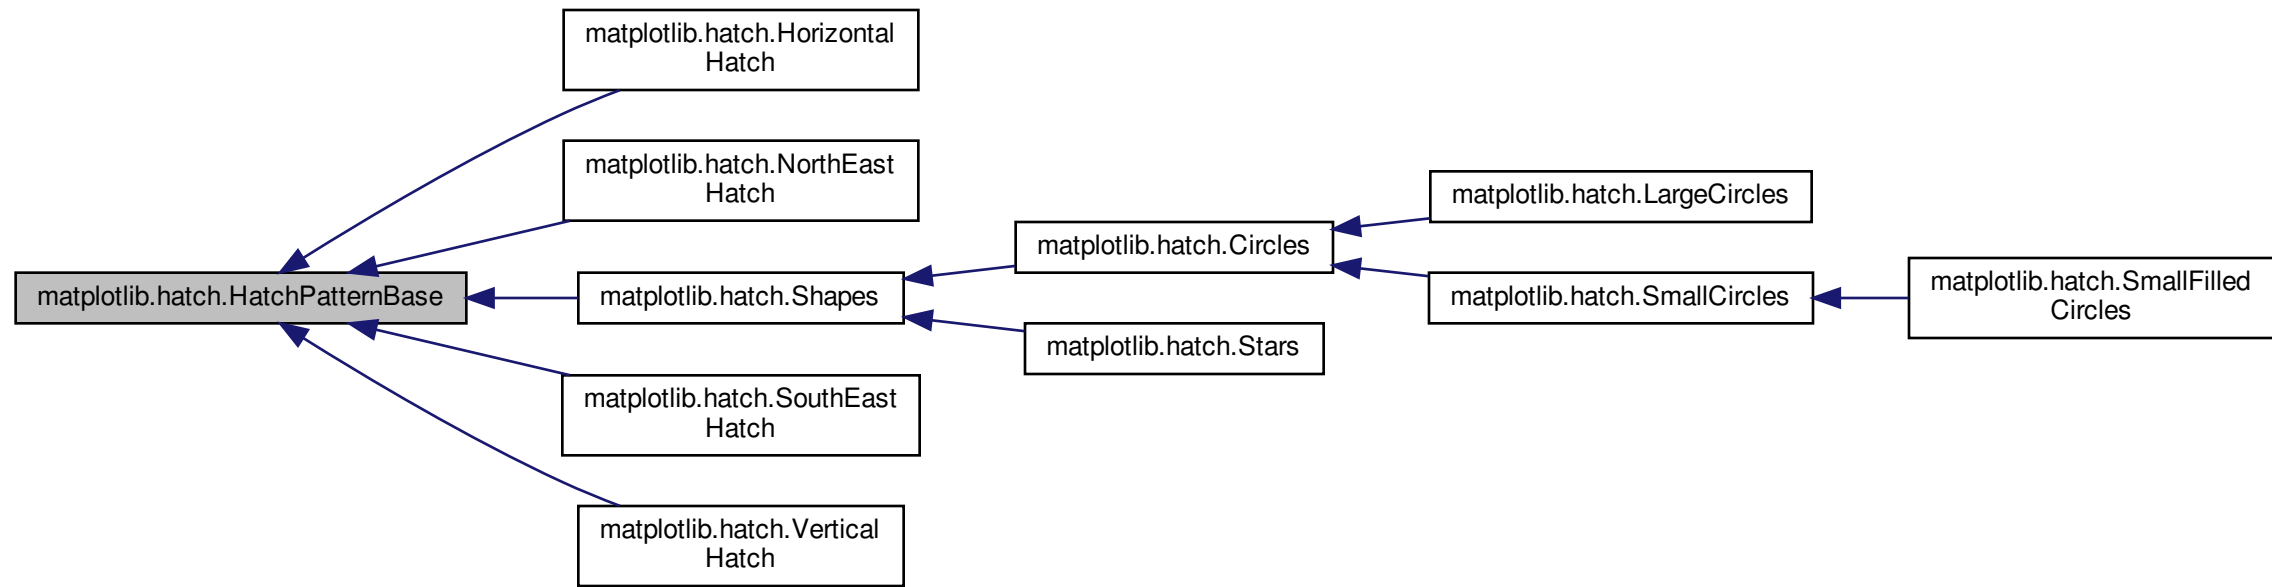 matplotlib.hatch.Horizontal
Hatch
matplotlib.hatch.NorthEast
Hatch
matplotlib.hatch.HatchPatternBase
matplotlib.hatch.Shapes
matplotlib.hatch.SouthEast
Hatch
matplotlib.hatch.Vertical
Hatch
matplotlib.hatch.Circles
matplotlib.hatch.Stars
matplotlib.hatch.LargeCircles
matplotlib.hatch.SmallCircles
matplotlib.hatch.SmallFilled
Circles